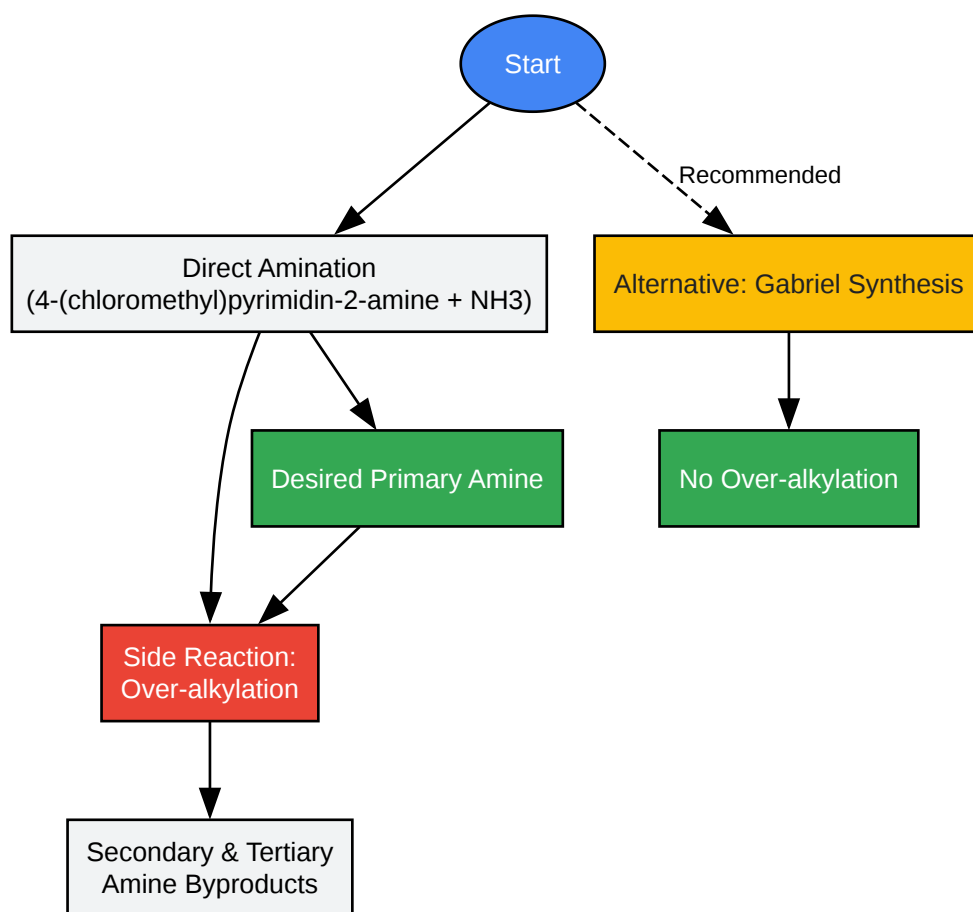 Start
Recommended
Direct Amination
(4-(chloromethyl)pyrimidin-2-amine + NH3)
Alternative: Gabriel Synthesis
Desired Primary Amine
No Over-alkylation
Side Reaction:
Over-alkylation
Secondary & Tertiary
Amine Byproducts